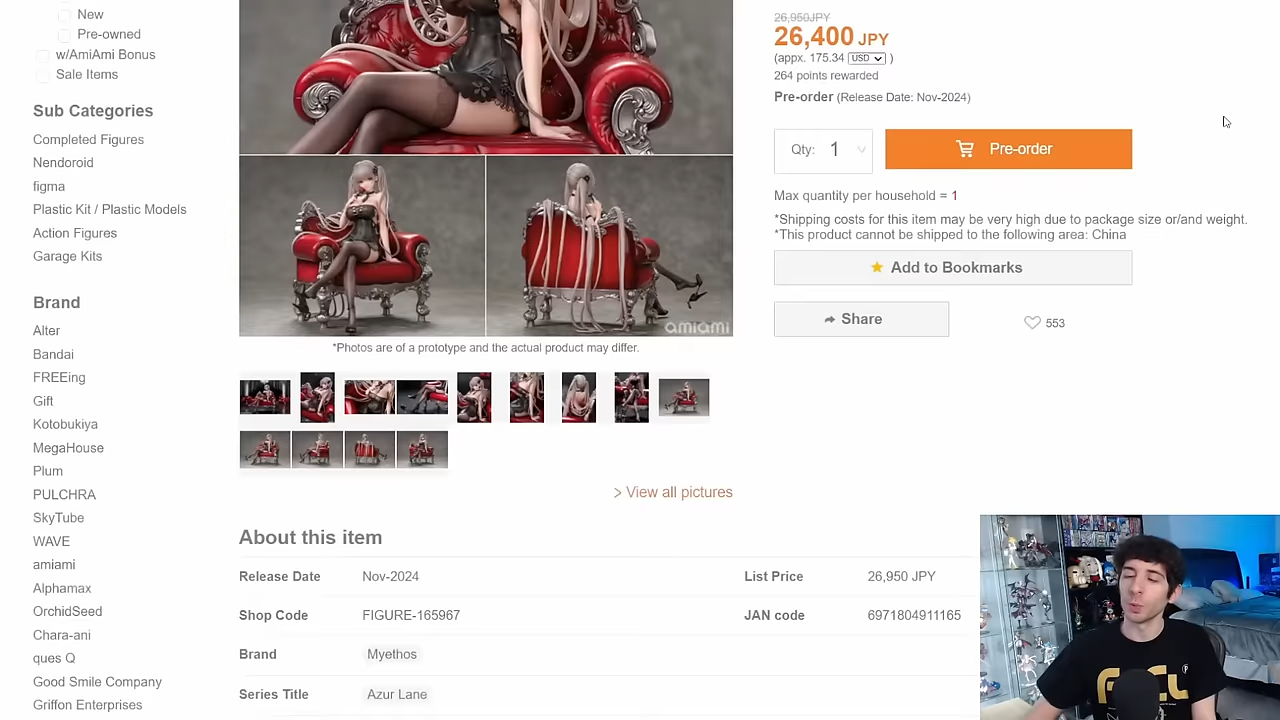 New
Pre-owned
w/AmiAmi Bonus
Sale Items
Sub Categories
Completed Figures
Nendoroid
figma
Plastic Kit / Plastic Models
Action Figures
Garage Kits
Brand
Alter
Bandai
FREEing
Gift
Kotobukiya
MegaHouse
Plum
PULCHRA
SkyTube
WAVE
amiami
Alphamax
OrchidSeed
Chara-ani
ques Q
Good Smile Company
Griffon Enterprises
amiami
*Photos are of a prototype and the actual product may differ.
> View all pictures
26,950JPY
26,400 JPY
(appx. 175.34 USD )
264 points rewarded
Pre-order (Release Date: Nov-2024)
Qty: 1
Pre-order
Max quantity per household = 1
*Shipping costs for this item may be very high due to package size or/and weight.
*This product cannot be shipped to the following area: China
Add to Bookmarks
Share
553
About this item
Release Date Nov-2024 List Price 26,950 JPY
Shop Code FIGURE-165967 JAN code 6971804911165
Brand Myethos
Series Title Azur Lane